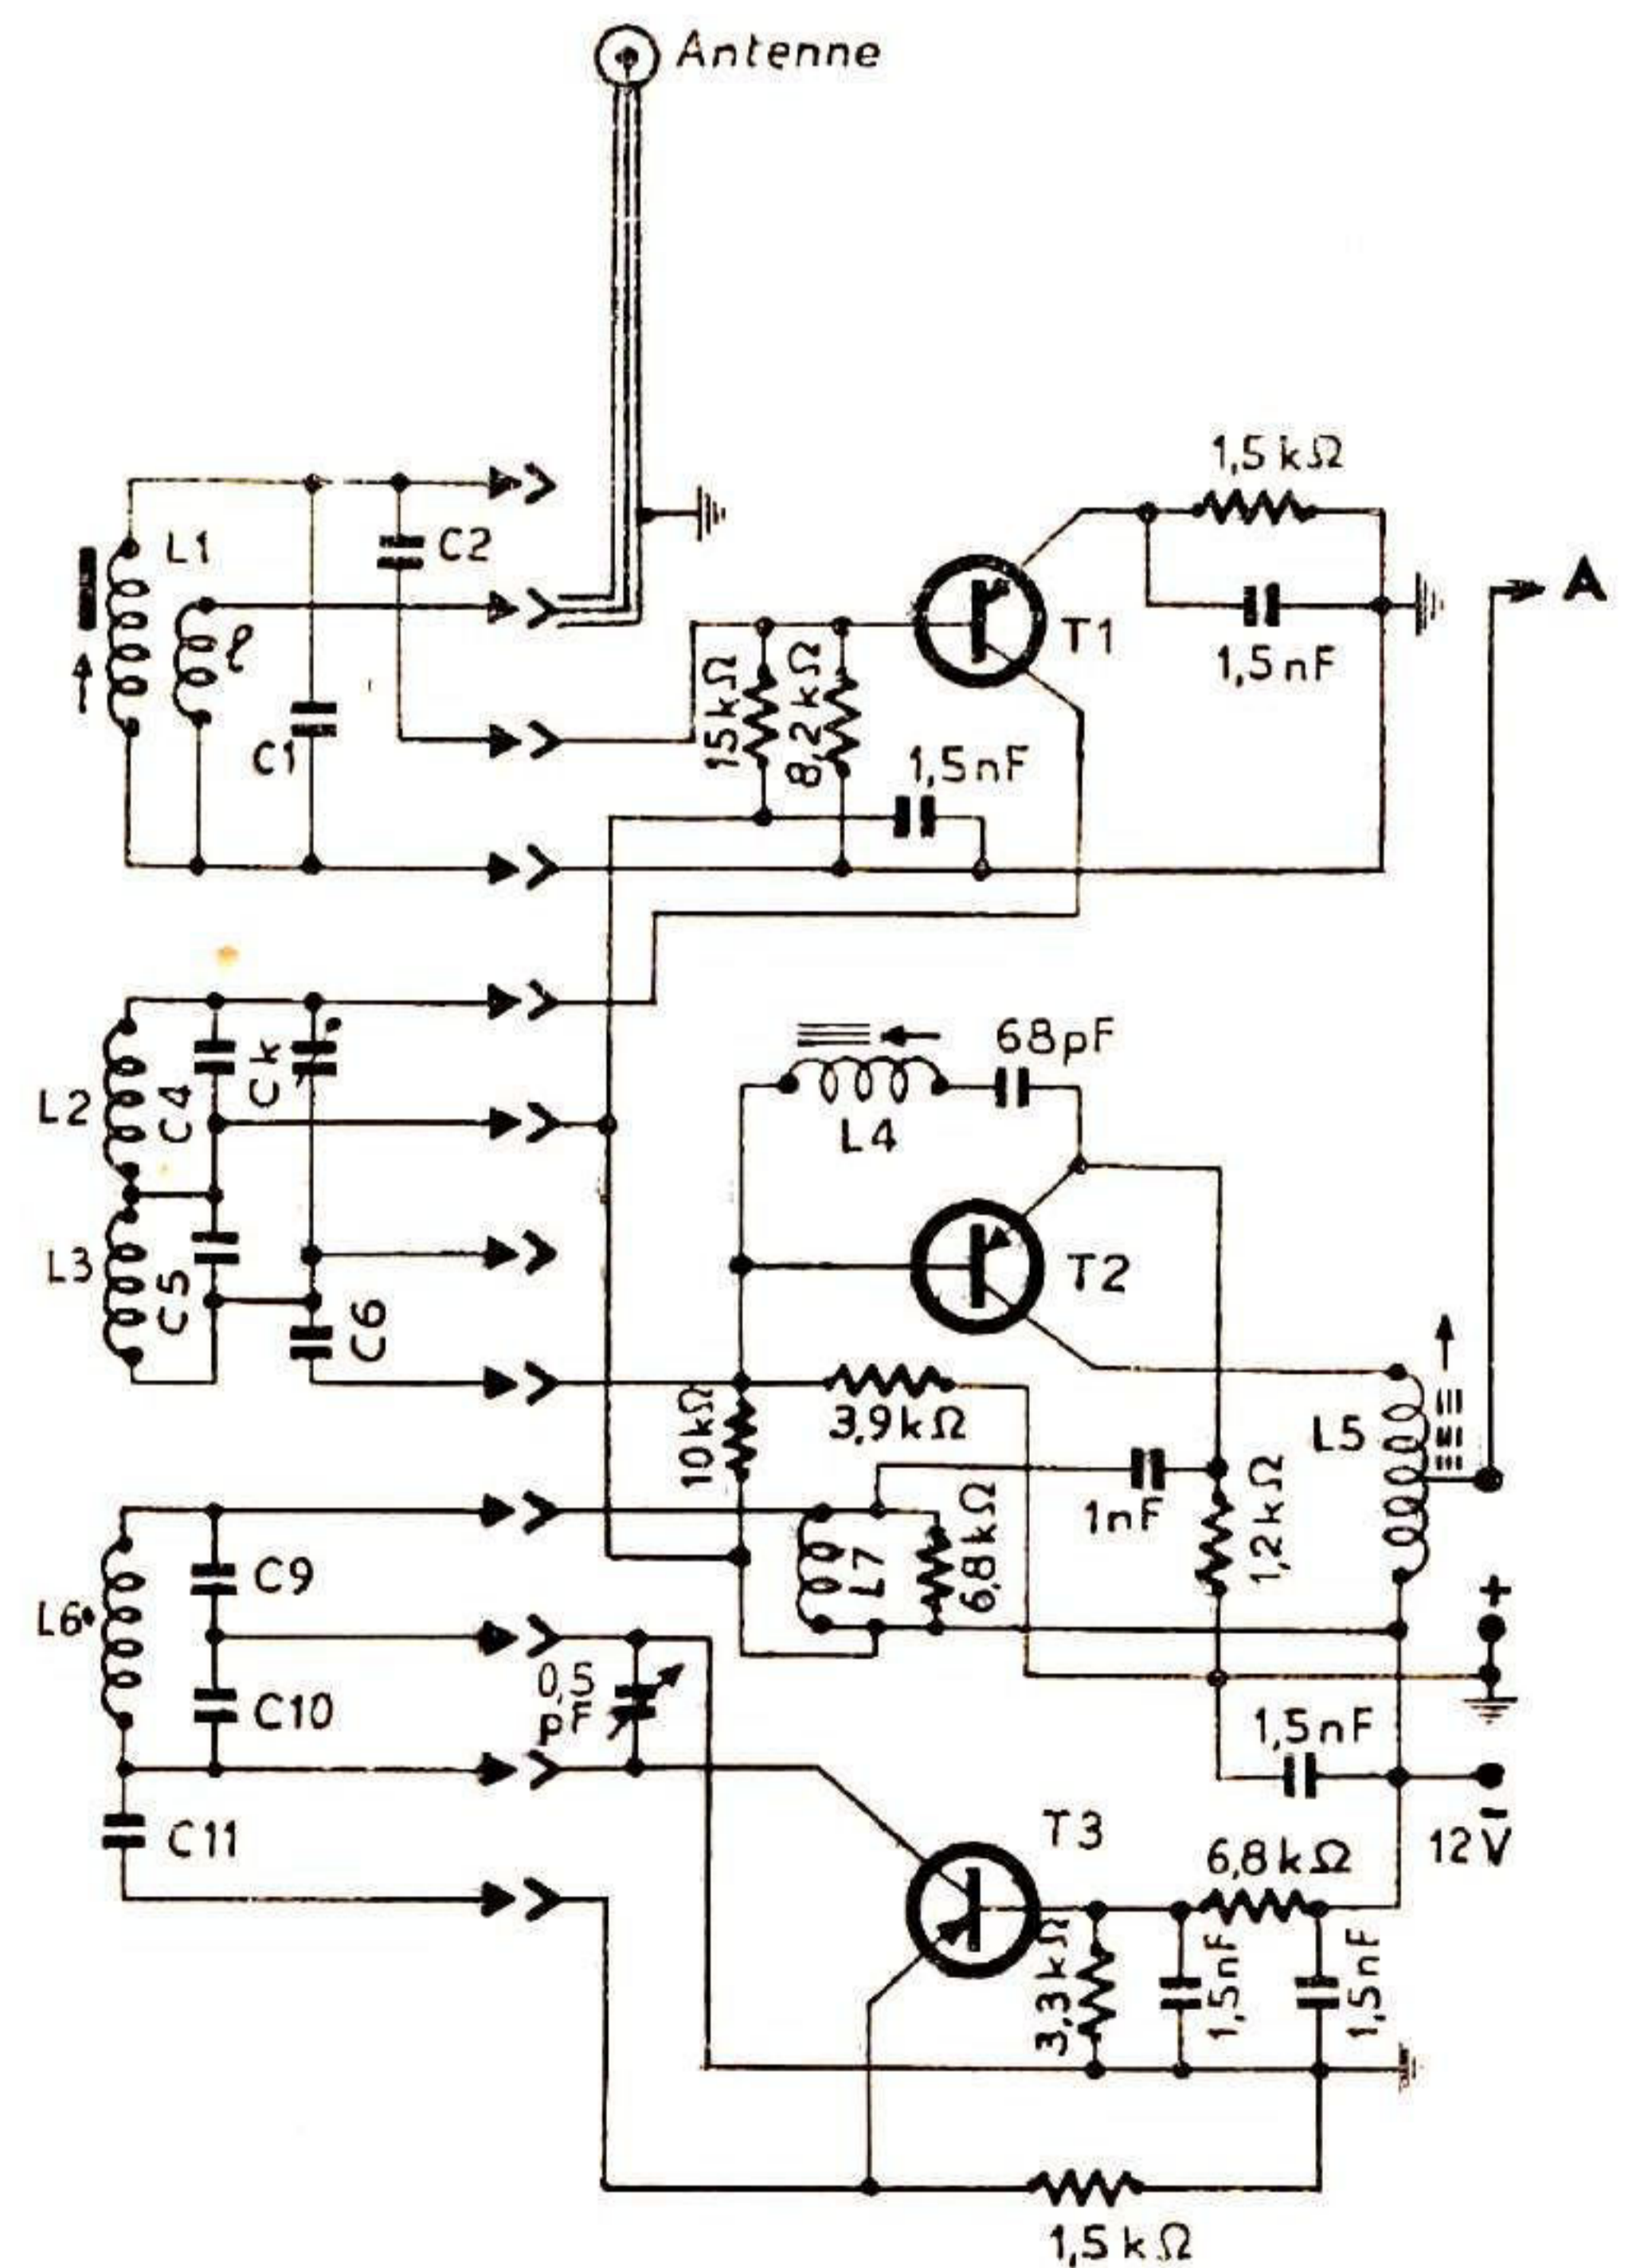 Antenne
1,5 kΩ
L1
C2
A
ℓ
T1
1,5 nF
15 kΩ
8,2 kΩ
C1
1,5 nF
68 pF
L2
C4
Ck
L4
L3
C5
C6
T2
10 kΩ
3,9 kΩ
L5
1 nF
1,2 kΩ
C9
L7
6,8 kΩ
L6
+
0,5
pF
C10
1,5 nF
-
T3
12 V
C11
6,8 kΩ
3,3 kΩ
1,5 nF
1,5 nF
1,5 kΩ